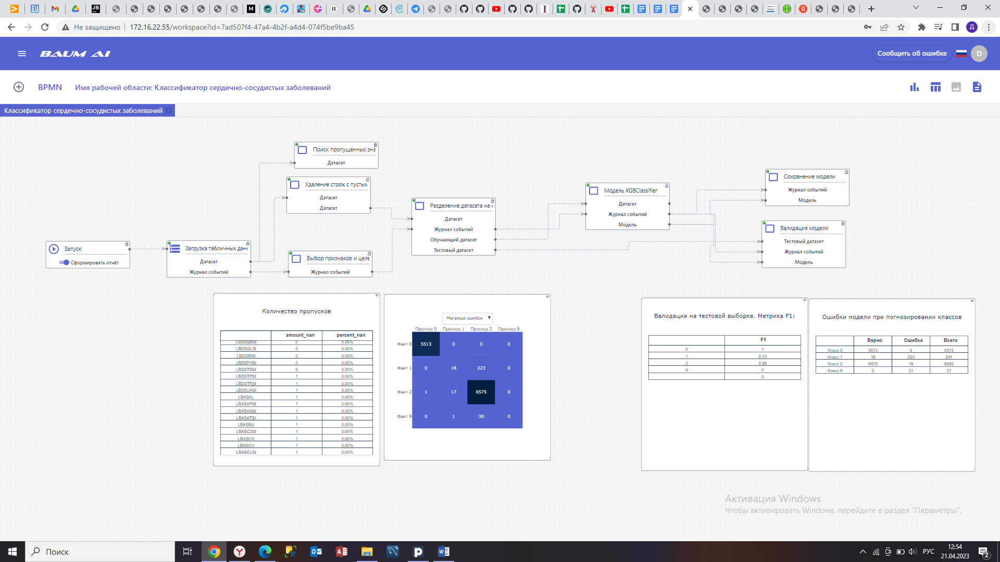 Не защищено
172.16.22.55/workspace?id=7ad507f4-47a4-4b2f-a4d4-074f5be9ba45
Д
BAUM AI
Сообщить об ошибке
D
BPMN
Имя рабочей области: Классификатор сердечно-сосудистых заболеваний
Классификатор сердечно-сосудистых заболеваний
Поиск пропущенных зна
Датасет
Удаление строк с пустым
Датасет
Датасет
Разделение датасета на о
Датасет
Журнал событий
Обучающий датасет
Тестовый датасет
Модель XGBClassifier
Датасет
Журнал событий
Модель
Сохранение модели
Журнал событий
Модель
Валидация модели
Тестовый датасет
Журнал событий
Модель
Запуск
Сформировать отчёт
Загрузка табличных данн
Датасет
Журнал событий
Выбор признаков и целе
Журнал событий
Количество пропусков
amount_nan percent_nan
LBDSGBSI 0 0.00%
LBDSGLSI 0 0.00%
LBDSIRSI 0 0.00%
LBDSPHSI 0 0.00%
LBDSTBSI 0 0.00%
LBDSTPSI 1 0.00%
LBDSTRSI 1 0.00%
LBDSUASI 1 0.00%
LBXSAL 1 0.00%
LBXSAPSI 1 0.00%
LBXSASSI 1 0.00%
LBXSATSI 1 0.00%
LBXSBU 1 0.00%
LBXSC3SI 1 0.00%
LBXSCA 1 0.00%
LBXSCH 1 0.00%
LBXSCLSI 1 0.00%
Матрица ошибок
Прогноз 0 Прогноз 1 Прогноз 2 Прогноз 9
Факт 0 5513 0 0 0
Факт 1 0 18 223 0
Факт 2 1 17 6575 0
Факт 9 0 1 30 0
Валидация на тестовой выборке. Метрика F1:
F1
0 1
1 0.13
2 0.98
9 0
0
Ошибки модели при погнозировании классов
Верно Ошибка Всего
Класс 0 5513 0 5513
Класс 1 18 223 241
Класс 2 6575 18 6593
Класс 9 0 31 31
Активация Windows
Чтобы активировать Windows, перейдите в раздел "Параметры".
Поиск
РУС
12:54
21.04.2023
2